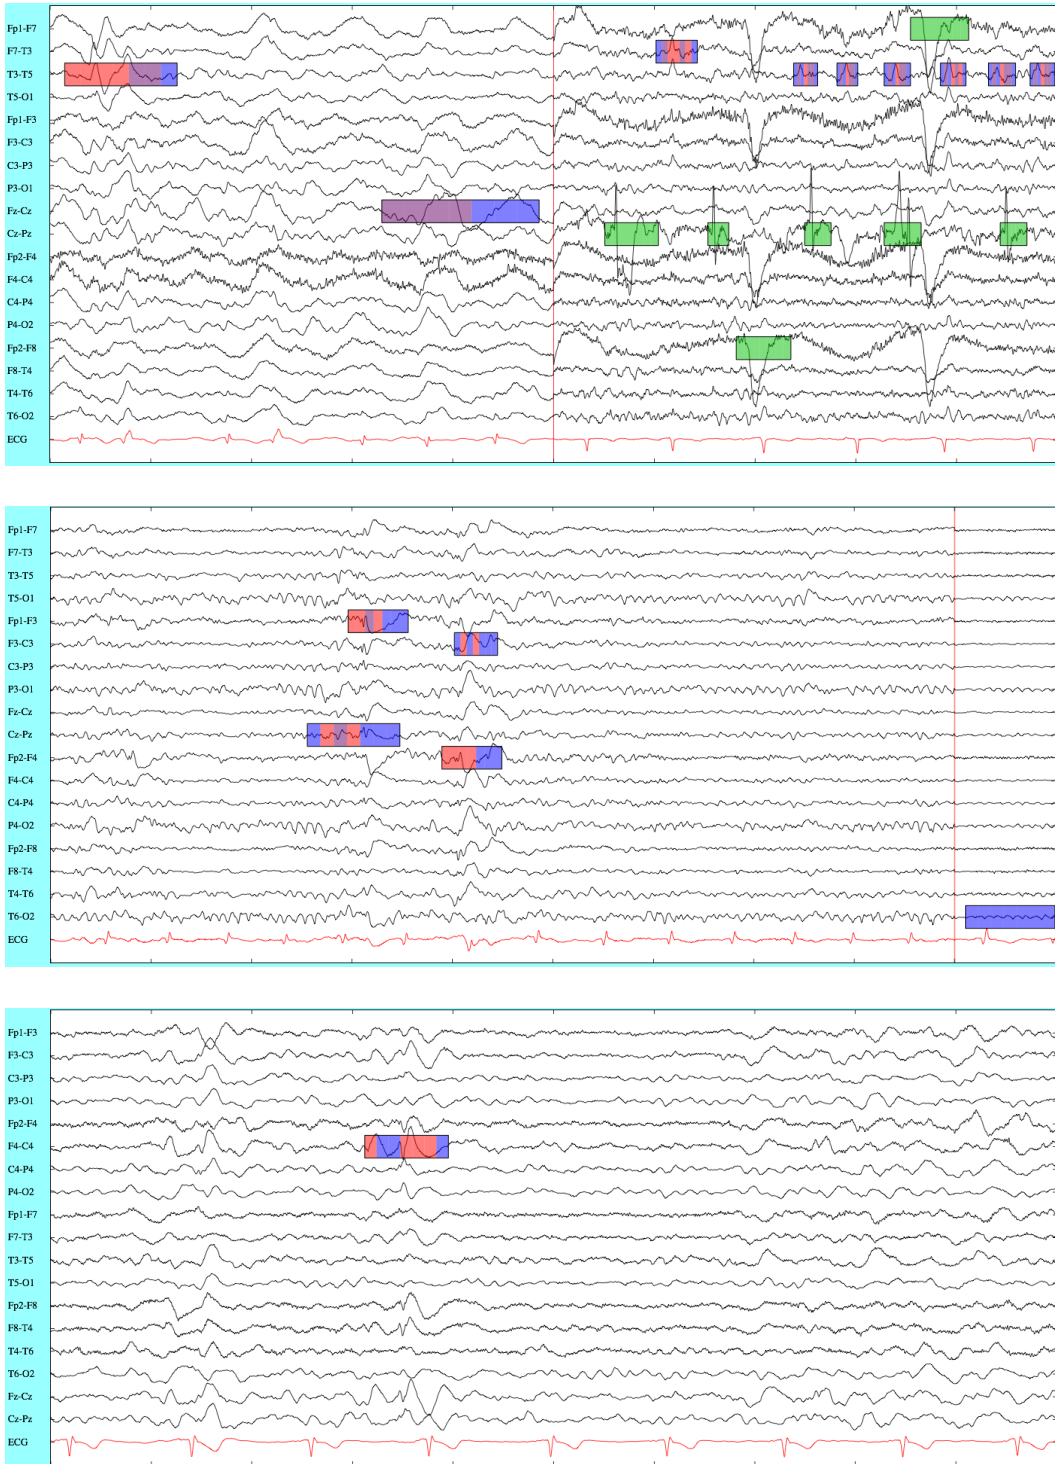 Fp1-F7
F7-T3
T3-T5
T5-O1
Fp1-F3
F3-C3
C3-P3
P3-O1
Fz-Cz
Cz-Pz
Fp2-F4
F4-C4
C4-P4
P4-O2
Fp2-F8
F8-T4
T4-T6
T6-O2
ECG
Fp1-F7
F7-T3
T3-T5
T5-O1
Fp1-F3
F3-C3
C3-P3
P3-O1
Fz-Cz
Cz-Pz
Fp2-F4
F4-C4
C4-P4
P4-O2
Fp2-F8
F8-T4
T4-T6
T6-O2
ECG
Fp1-F3
F3-C3
C3-P3
P3-O1
Fp2-F4
F4-C4
C4-P4
P4-O2
Fp1-F7
F7-T3
T3-T5
T5-O1
Fp2-F8
F8-T4
T4-T6
T6-O2
Fz-Cz
Cz-Pz
ECG